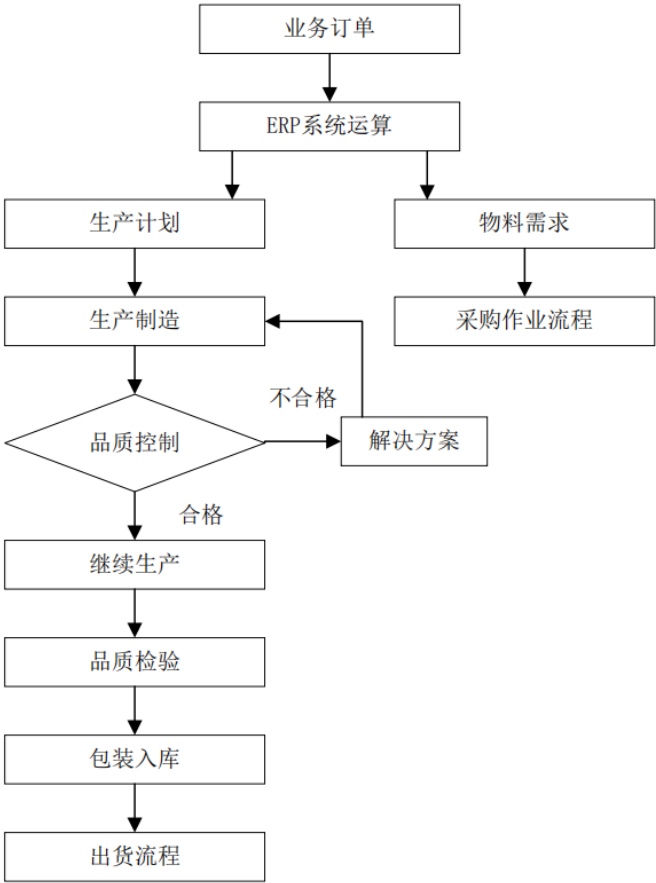 业务订单
ERP系统运算
生产计划
物料需求
生产制造
采购作业流程
不合格
品质控制
解决方案
合格
继续生产
品质检验
包装入库
出货流程